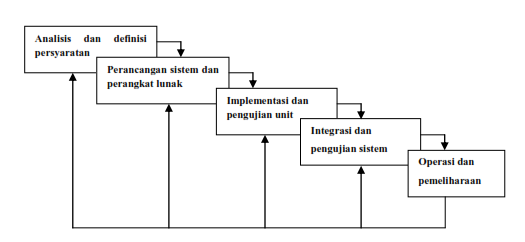 Analisis dan definisi
persyaratan
Perancangan sistem dan
perangkat lunak
Implementasi dan
pengujian unit
Integrasi dan
pengujian sistem
Operasi dan
pemeliharaan